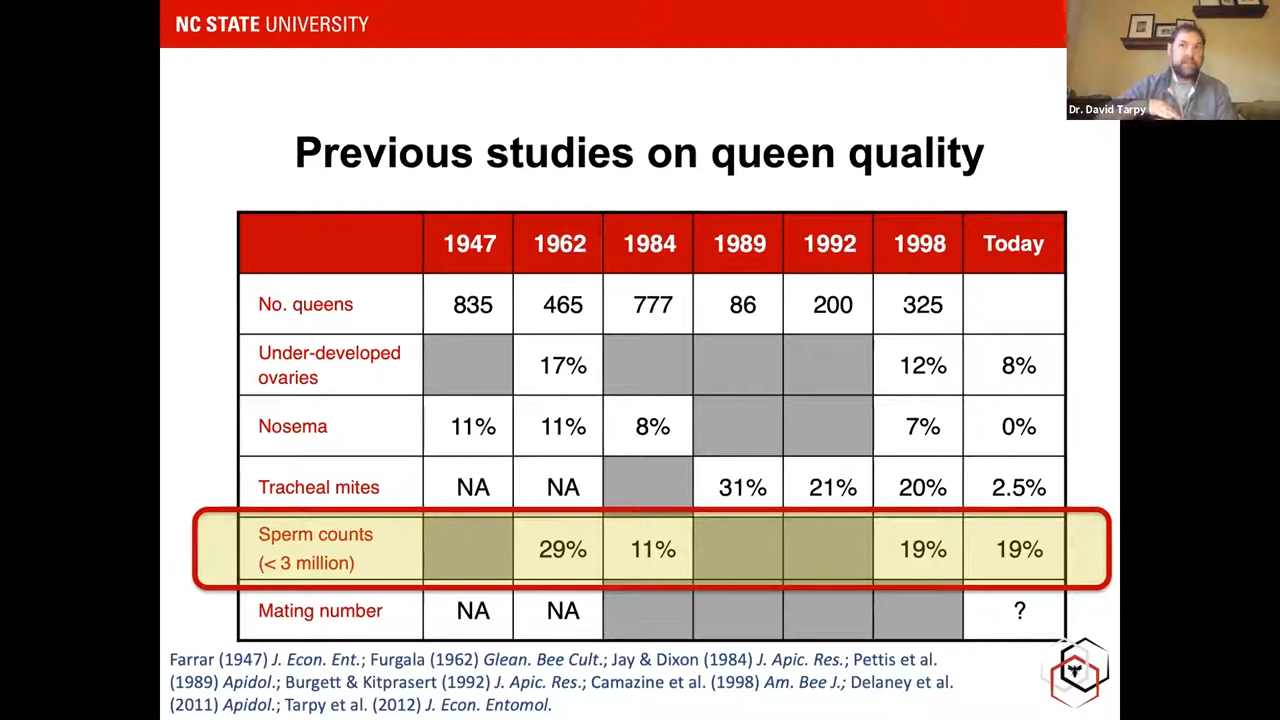 NC STATE UNIVERSITY
Dr. David Tarpy
Previous studies on queen quality
1947 1962 1984 1989 1992 1998 Today
No. queens 835 465 777 86 200 325
Under-developed ovaries 17% 12% 8%
Nosema 11% 11% 8% 7% 0%
Tracheal mites NA NA 31% 21% 20% 2.5%
Sperm counts (< 3 million) 29% 11% 19% 19%
Mating number NA NA ?
Farrar (1947) J. Econ. Ent.; Furgala (1962) Glean. Bee Cult.; Jay & Dixon (1984) J. Apic. Res.; Pettis et al.
(1989) Apidol.; Burgett & Kitprasert (1992) J. Apic. Res.; Camazine et al. (1998) Am. Bee J.; Delaney et al.
(2011) Apidol.; Tarpy et al. (2012) J. Econ. Entomol.